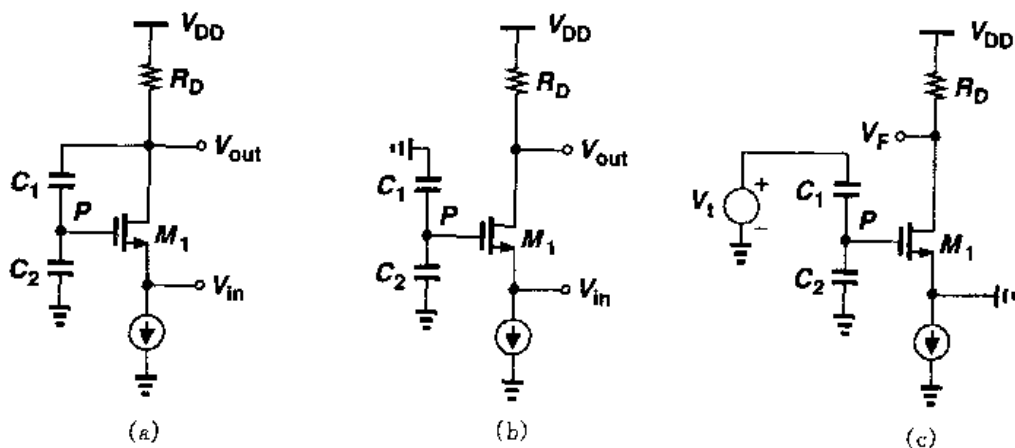 V_DD
R_D
V_out
C_1
P
M_1
C_2
V_in
(a)
V_DD
R_D
V_out
C_1
P
M_1
C_2
V_in
(b)
V_DD
R_D
V_F
V_t
+
−
C_1
P
M_1
C_2
(c)